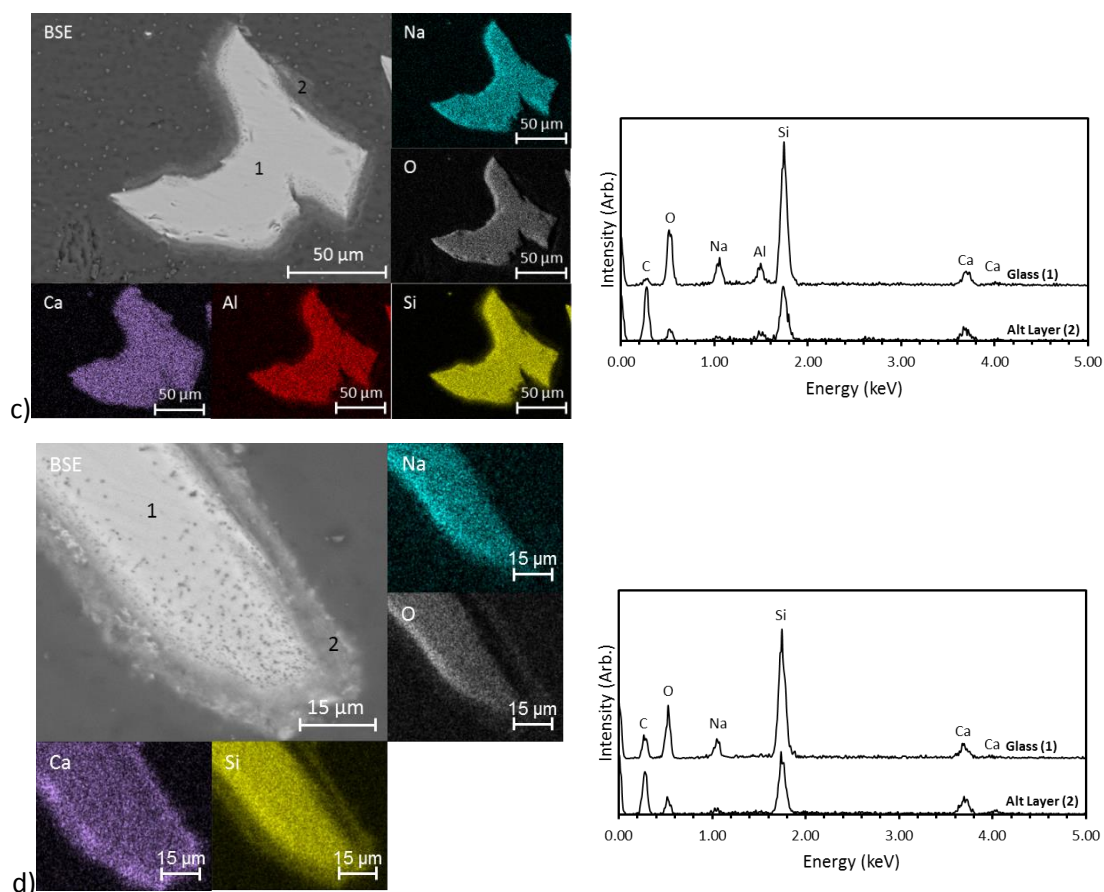 BSE
2
1
50 µm
Na
50 µm
O
50 µm
Ca
50 µm
Al
50 µm
Si
50 µm
c)
Intensity (Arb.)
Si
O
Na
Al
C
Ca
Ca
Glass (1)
Alt Layer (2)
0.00 1.00 2.00 3.00 4.00 5.00
Energy (keV)
BSE
1
2
15 µm
Na
15 µm
O
15 µm
Ca
15 µm
Si
15 µm
d)
Intensity (Arb.)
Si
O
C
Na
Ca
Ca
Glass (1)
Alt Layer (2)
0.00 1.00 2.00 3.00 4.00 5.00
Energy (keV)